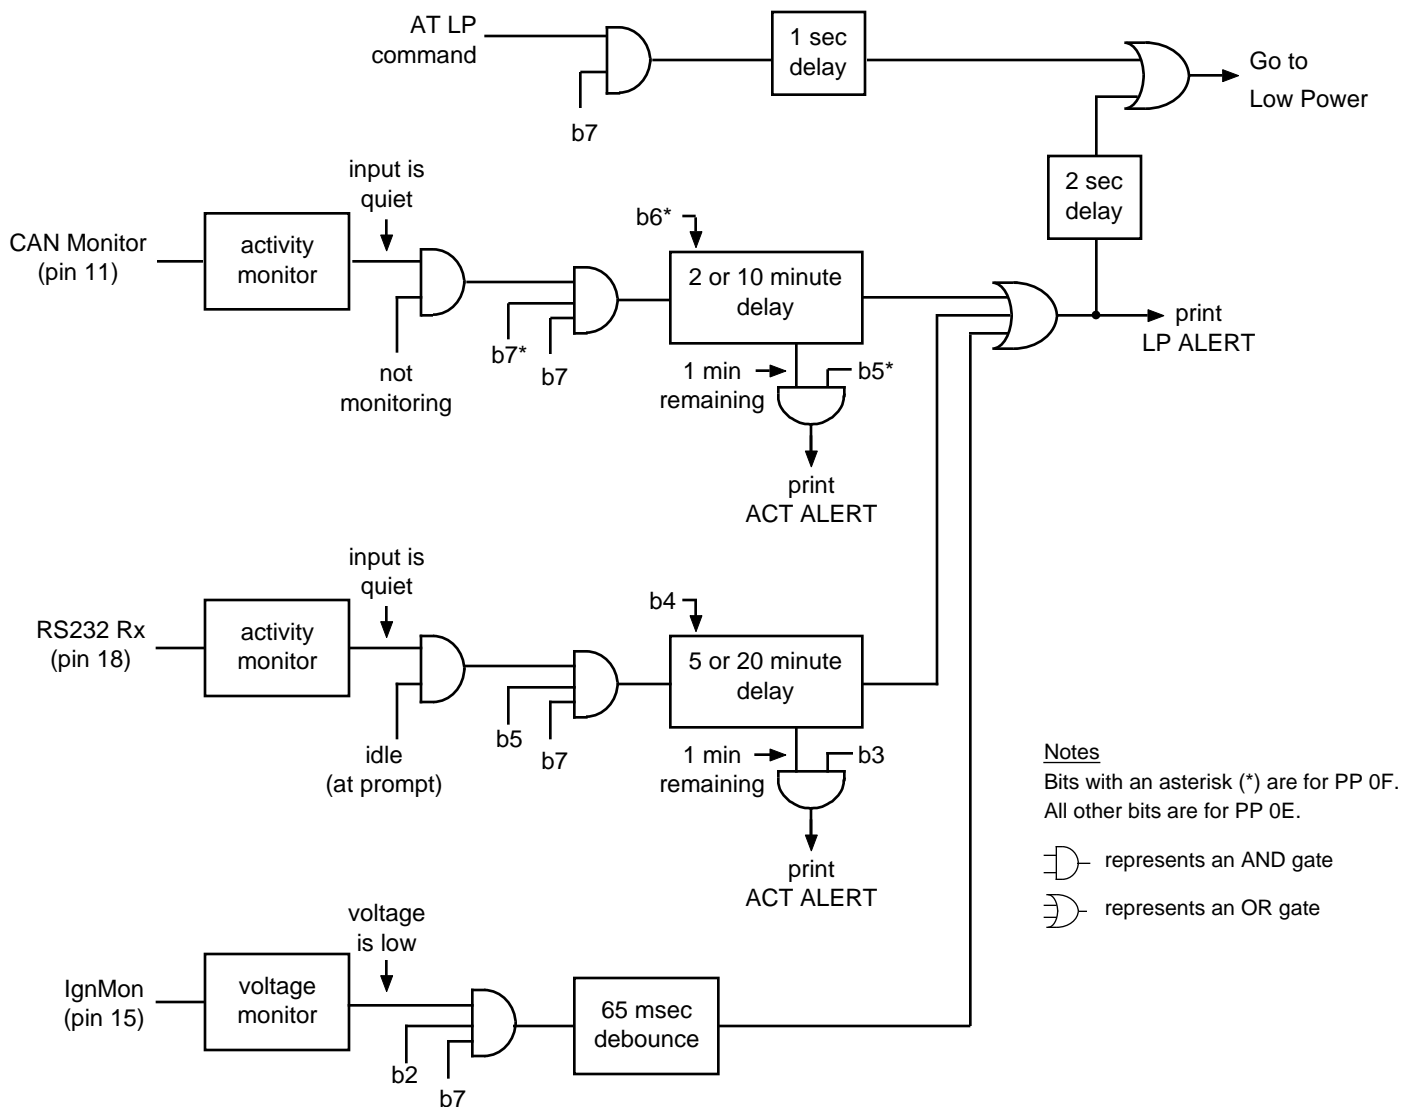 AT LP
command
b7
1 sec
delay
Go to
Low Power
2 sec
delay
CAN Monitor
(pin 11)
activity
monitor
input is
quiet
not
monitoring
b7*
b7
b6*
2 or 10 minute
delay
1 min
remaining
b5*
print
ACT ALERT
print
LP ALERT
RS232 Rx
(pin 18)
activity
monitor
input is
quiet
idle
(at prompt)
b5
b7
b4
5 or 20 minute
delay
1 min
remaining
b3
print
ACT ALERT
IgnMon
(pin 15)
voltage
monitor
voltage
is low
b2
b7
65 msec
debounce
Notes
Bits with an asterisk (*) are for PP 0F.
All other bits are for PP 0E.
represents an AND gate
represents an OR gate